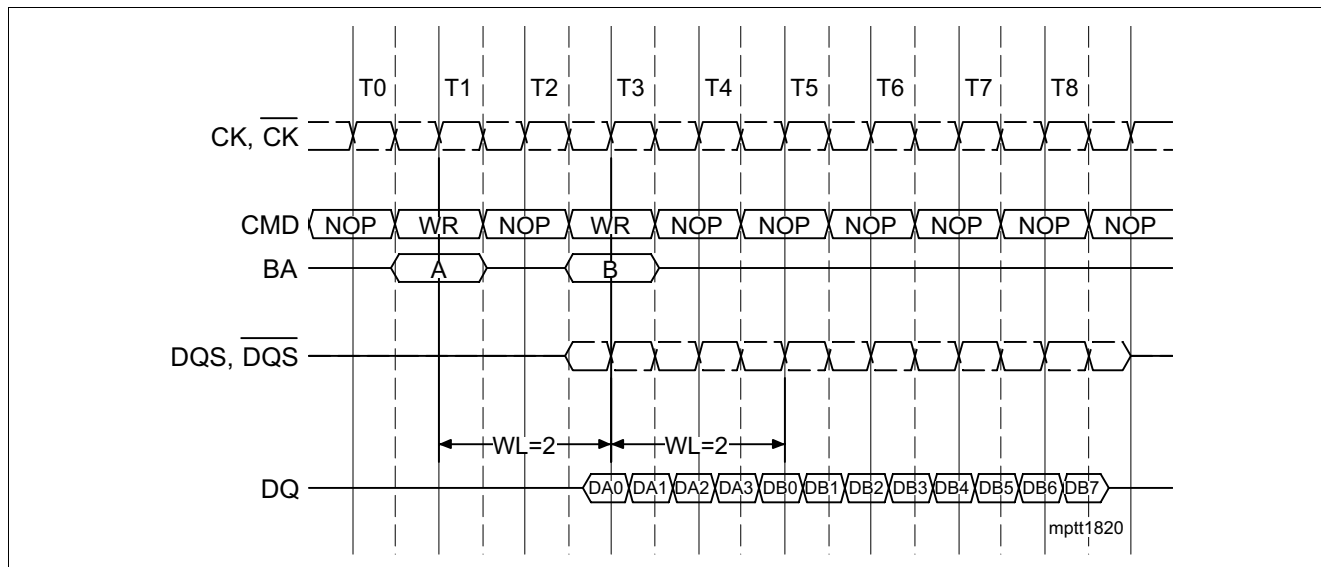 T0 T1 T2 T3 T4 T5 T6 T7 T8
CK, C̅K̅
CMD NOP WR NOP WR NOP NOP NOP NOP NOP NOP
BA A B
DQS, D̅Q̅S̅
WL=2 WL=2
DQ DA0 DA1 DA2 DA3 DB0 DB1 DB2 DB3 DB4 DB5 DB6 DB7
mptt1820